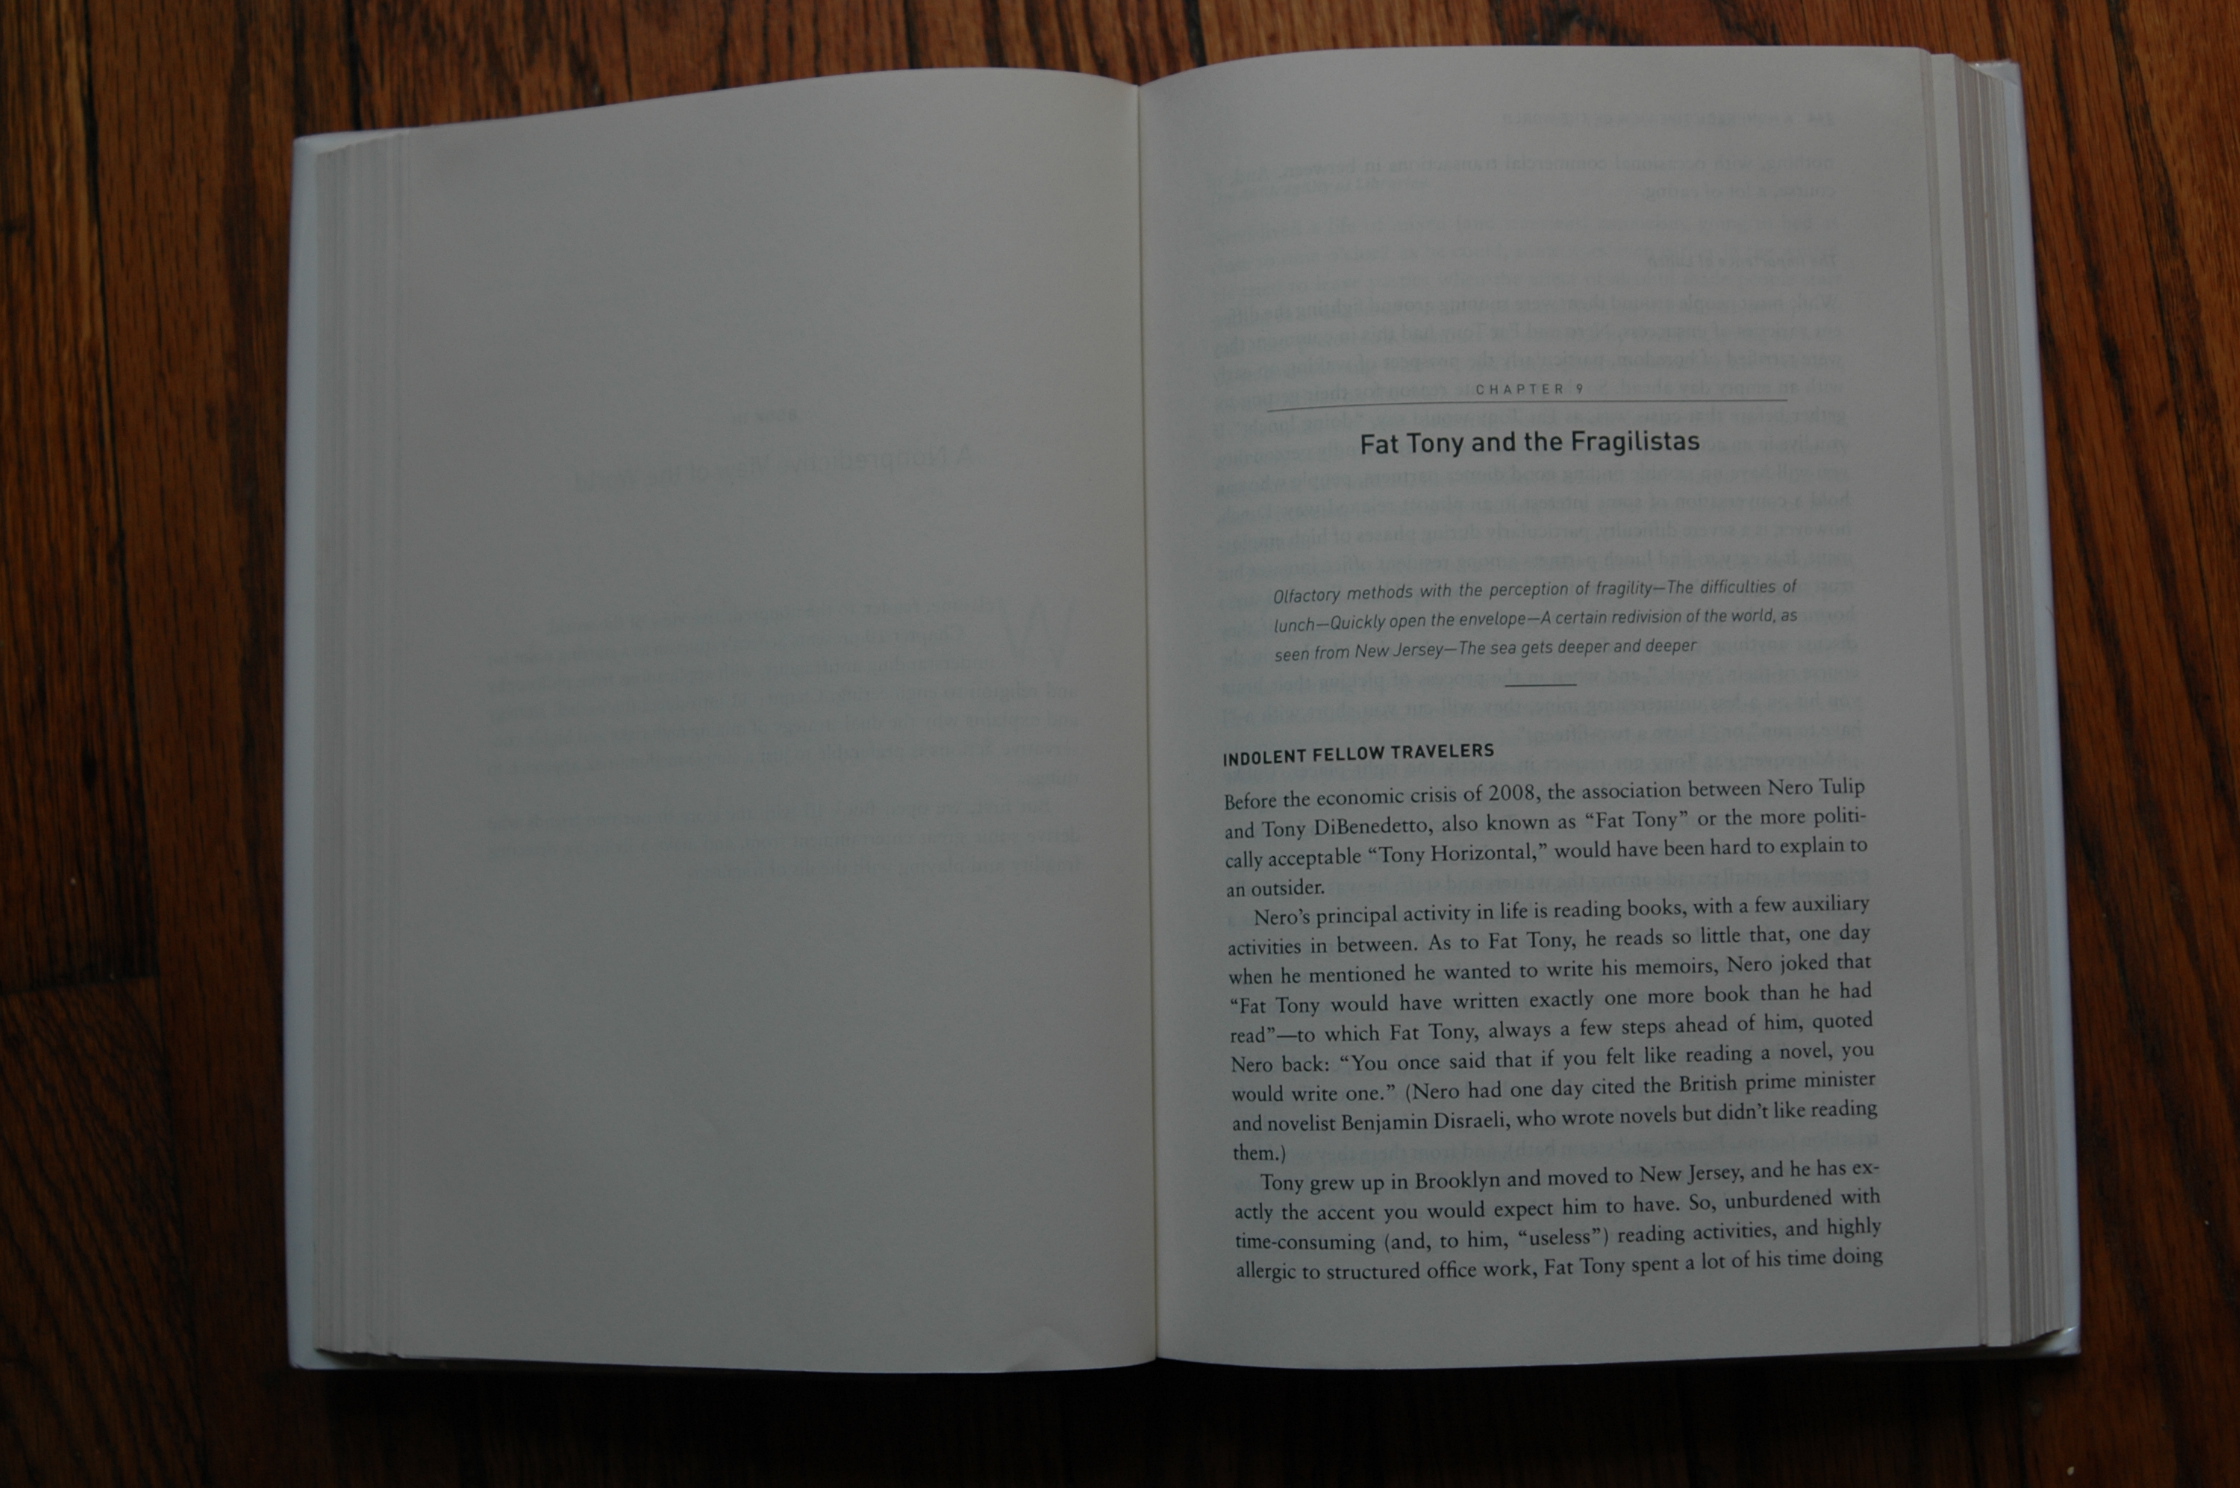 CHAPTER 9
Fat Tony and the Fragilistas
Olfactory methods with the perception of fragility—The difficulties of
lunch—Quickly open the envelope—A certain redivision of the world, as
seen from New Jersey—The sea gets deeper and deeper
INDOLENT FELLOW TRAVELERS
Before the economic crisis of 2008, the association between Nero Tulip
and Tony DiBenedetto, also known as “Fat Tony” or the more politi-
cally acceptable “Tony Horizontal,” would have been hard to explain to
an outsider.
Nero’s principal activity in life is reading books, with a few auxiliary
activities in between. As to Fat Tony, he reads so little that, one day
when he mentioned he wanted to write his memoirs, Nero joked that
“Fat Tony would have written exactly one more book than he had
read”—to which Fat Tony, always a few steps ahead of him, quoted
Nero back: “You once said that if you felt like reading a novel, you
would write one.” (Nero had one day cited the British prime minister
and novelist Benjamin Disraeli, who wrote novels but didn’t like reading
them.)
Tony grew up in Brooklyn and moved to New Jersey, and he has ex-
actly the accent you would expect him to have. So, unburdened with
time-consuming (and, to him, “useless”) reading activities, and highly
allergic to structured office work, Fat Tony spent a lot of his time doing